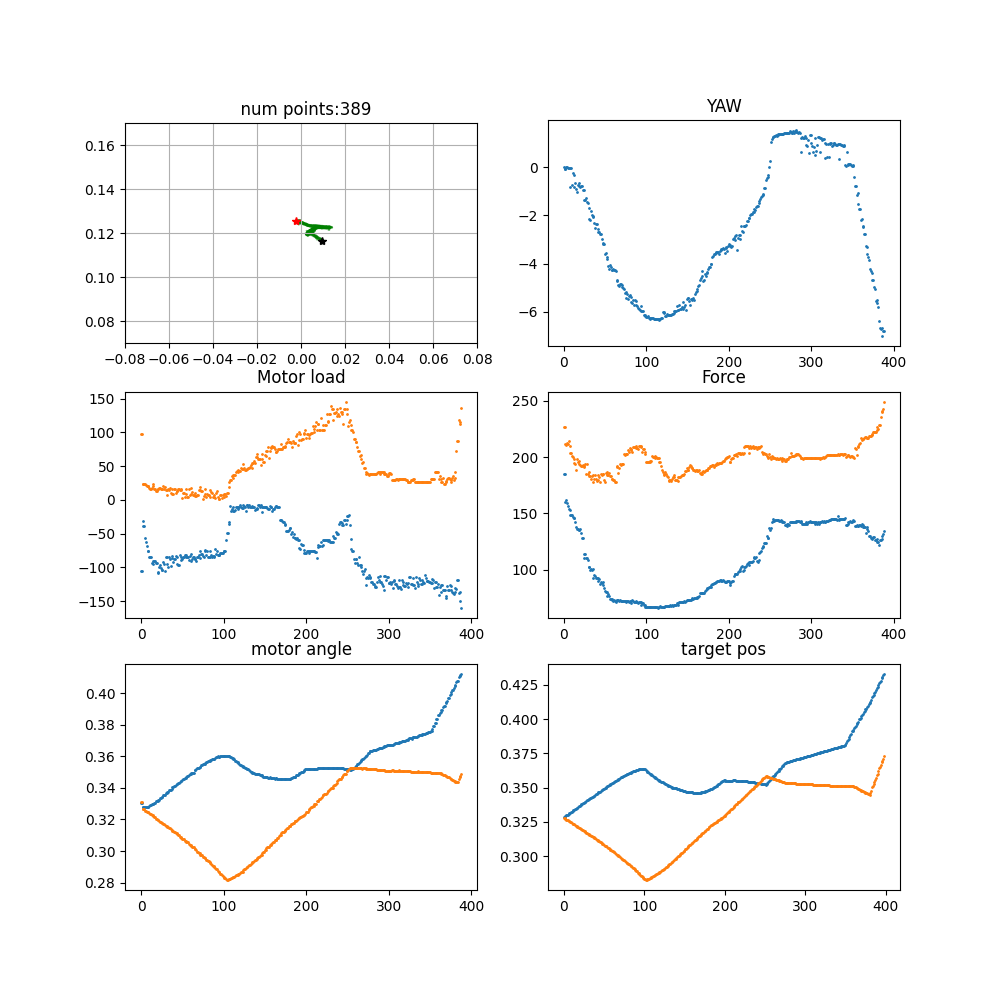 num points:389
YAW
0.16
0.14
0.12
0.10
0.08
−0.08 −0.06 −0.04 −0.02 0.00 0.02 0.04 0.06 0.08
0
−2
−4
−6
0 100 200 300 400
Motor load
Force
150
100
50
0
−50
−100
−150
0 100 200 300 400
250
200
150
100
0 100 200 300 400
motor angle
target pos
0.40
0.38
0.36
0.34
0.32
0.30
0.28
0 100 200 300 400
0.425
0.400
0.375
0.350
0.325
0.300
0 100 200 300 400